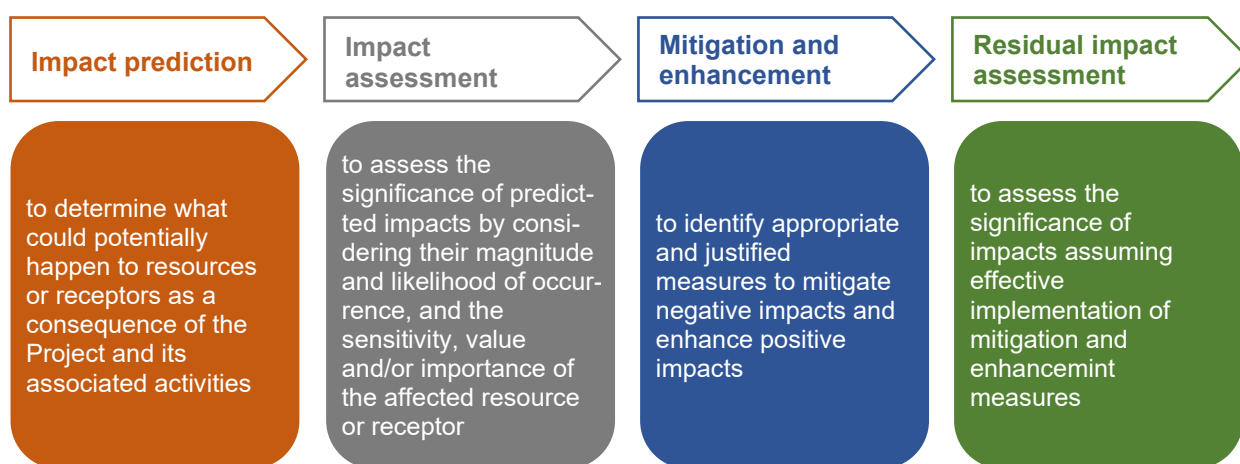 Impact prediction
Impact
assessment
Mitigation and
enhancement
Residual impact
assessment
to determine what
could potentially
happen to resources
or receptors as a
consequence of the
Project and its
associated activities
to assess the
significance of predict-
ted impacts by consi-
dering their magnitude
and likelihood of occur-
rence, and the
sensitivity, value
and/or importance of
the affected resource
or receptor
to identify appropriate
and justified
measures to mitigate
negative impacts and
enhance positive
impacts
to assess the
significance of
impacts assuming
effective
implementation of
mitigation and
enhancemint
measures